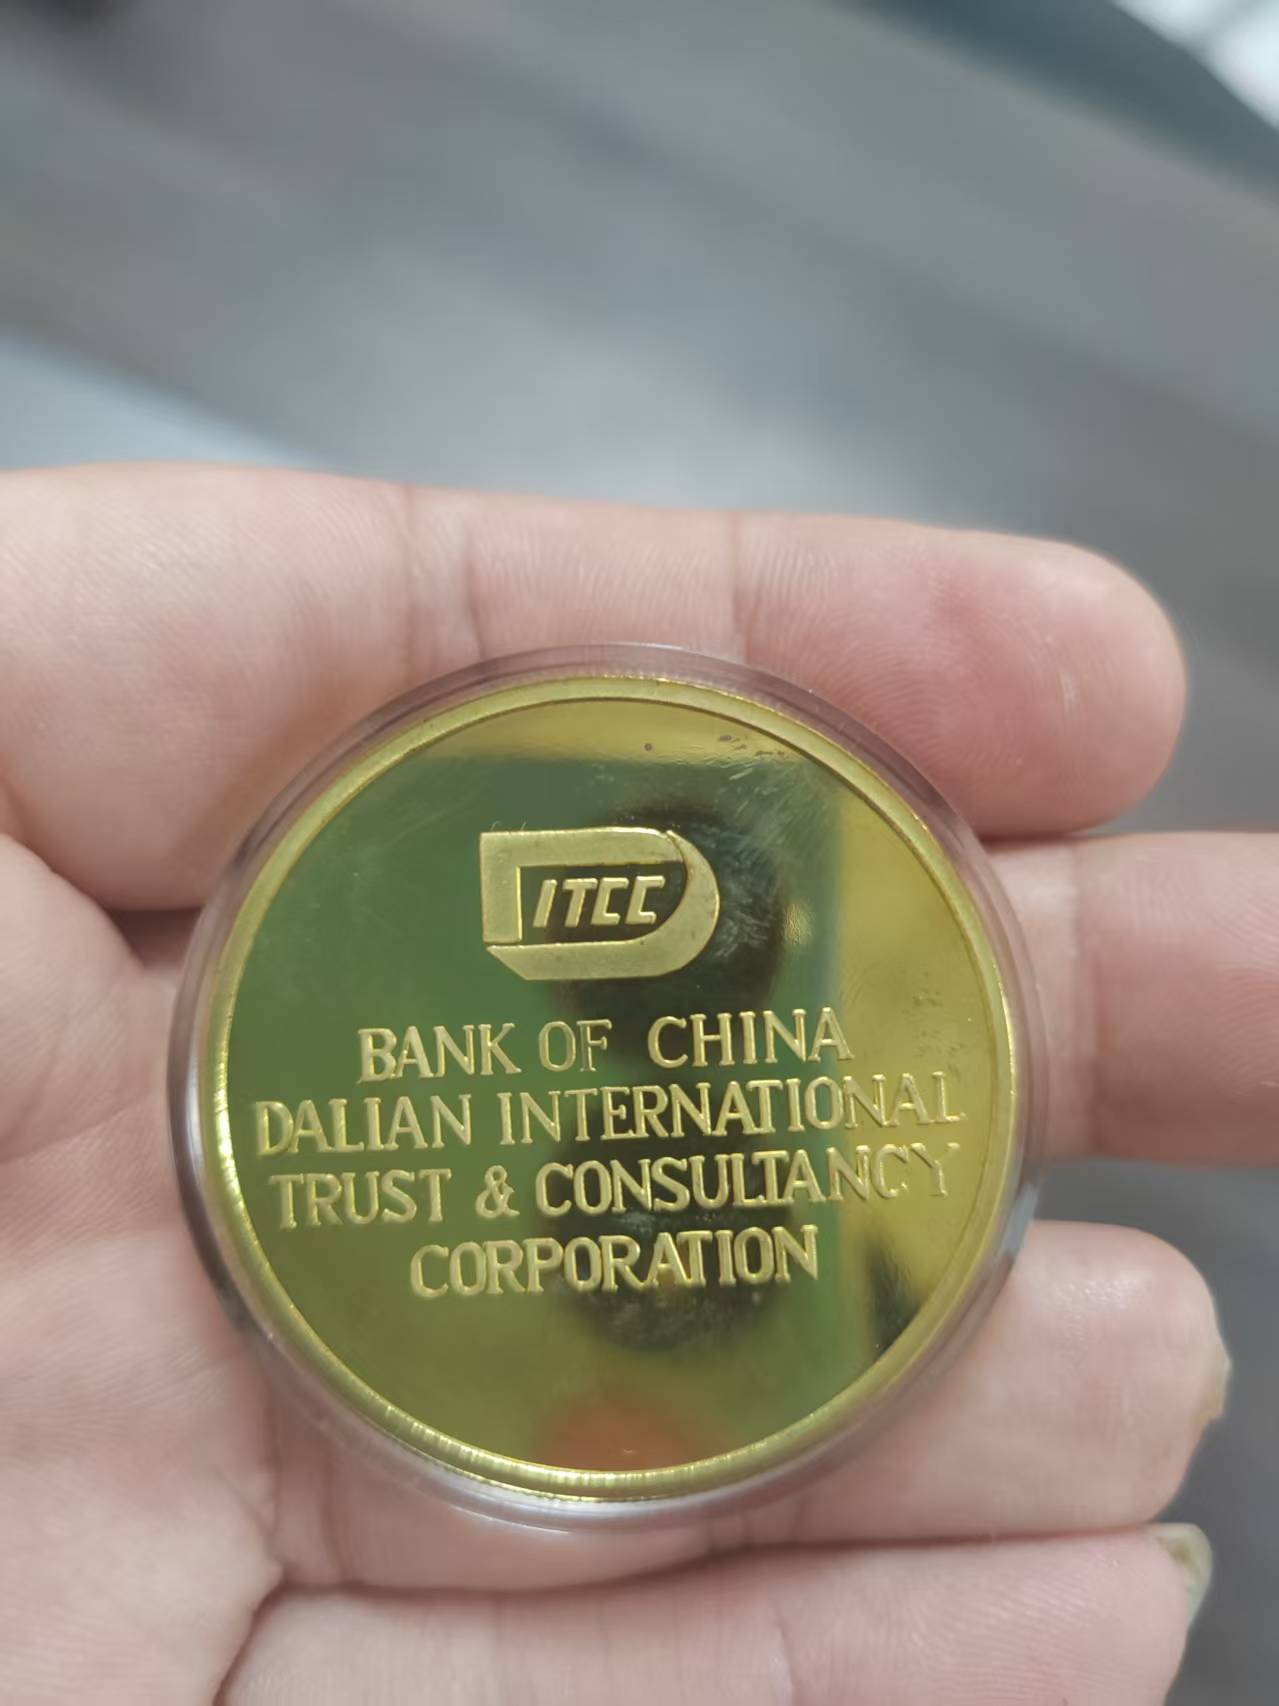 ITCC
BANK OF CHINA
DALIAN INTERNATIONAL
TRUST & CONSULTANCY
CORPORATION